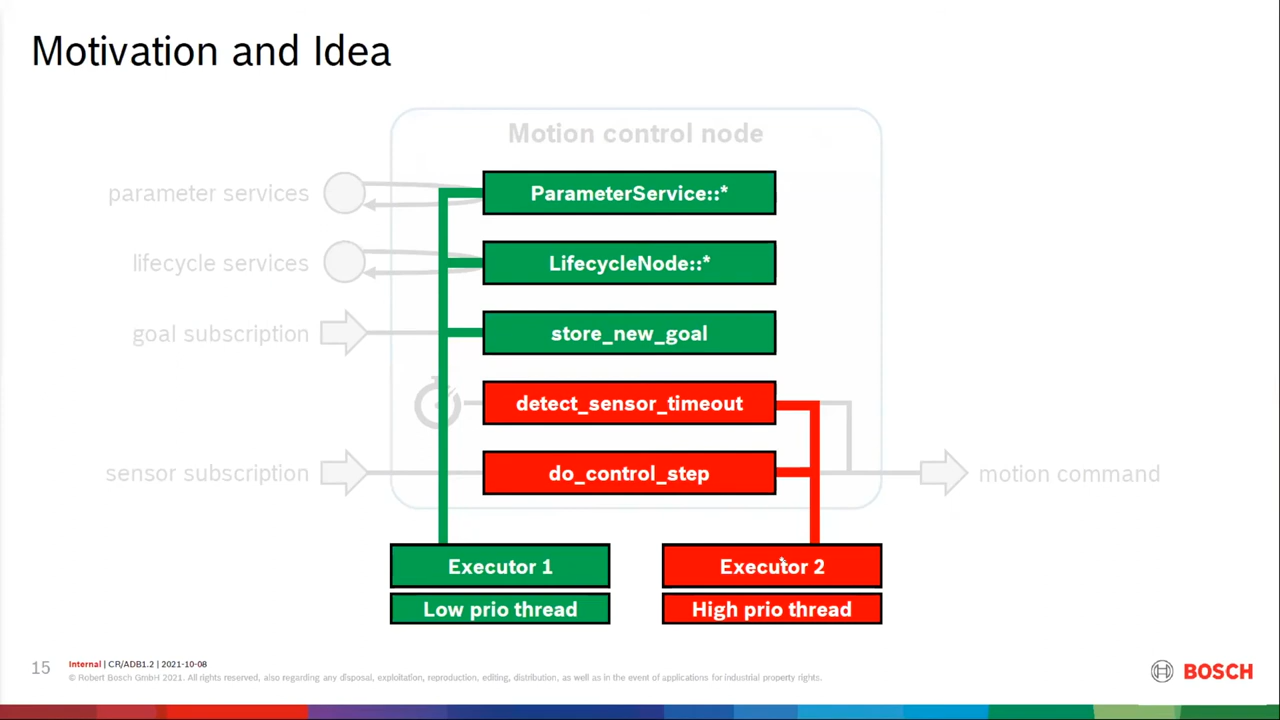 Motivation and Idea
Motion control node
parameter services
ParameterService::*
lifecycle services
LifecycleNode::*
goal subscription
store_new_goal
detect_sensor_timeout
sensor subscription
do_control_step
motion command
Executor 1
Executor 2
Low prio thread
High prio thread
15
Internal | CR/ADB1.2 | 2021-10-08
© Robert Bosch GmbH 2021. All rights reserved, also regarding any disposal, exploitation, reproduction, editing, distribution, as well as in the event of applications for industrial property rights.
BOSCH